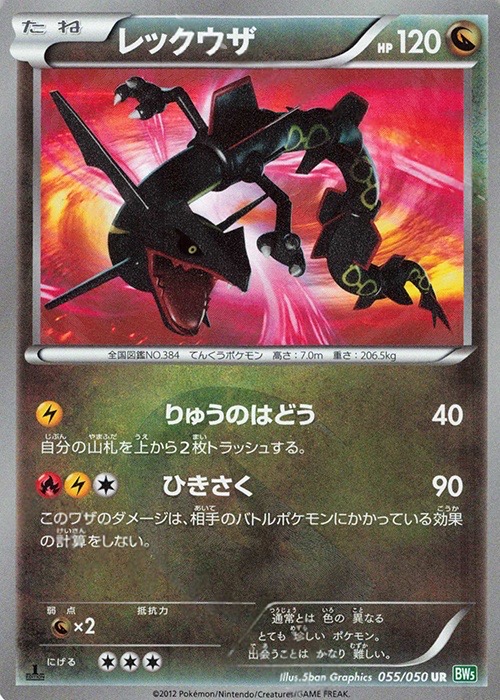 たね レックウザ HP120
全国図鑑NO.384 てんくうポケモン 高さ:7.0m 重さ:206.5kg
りゅうのはどう 40
自分の山札を上から2枚トラッシュする。
ひきさく 90
このワザのダメージは、相手のバトルポケモンにかかっている効果
の計算をしない。
弱点 抵抗力
×2
にげる
通常とは 色の 異なる
とても 珍しい ポケモン。
出会うことは かなり 難しい。
Illus.5ban Graphics 055/050 UR BWs
©2012 Pokémon/Nintendo/Creatures/GAME FREAK.